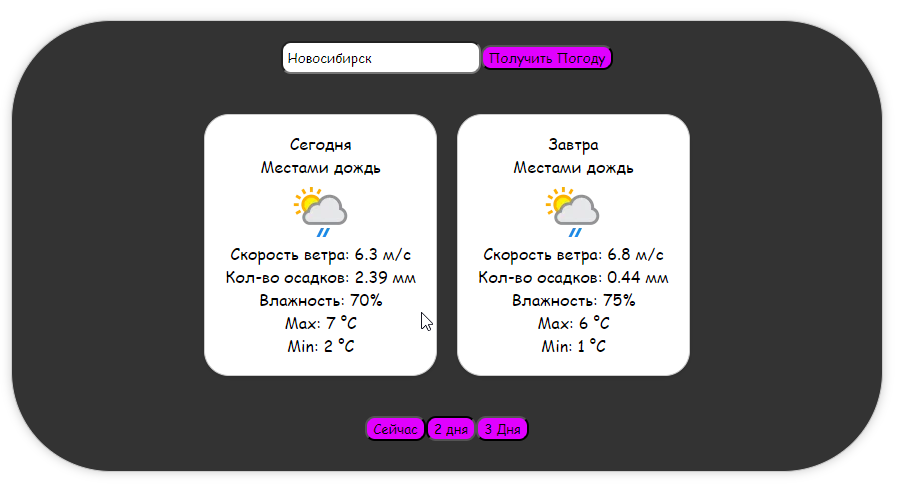 Новосибирск
Получить Погоду
Сегодня
Местами дождь
Скорость ветра: 6.3 м/с
Кол-во осадков: 2.39 мм
Влажность: 70%
Max: 7 °C
Min: 2 °C
Завтра
Местами дождь
Скорость ветра: 6.8 м/с
Кол-во осадков: 0.44 мм
Влажность: 75%
Max: 6 °C
Min: 1 °C
Сейчас
2 дня
3 Дня